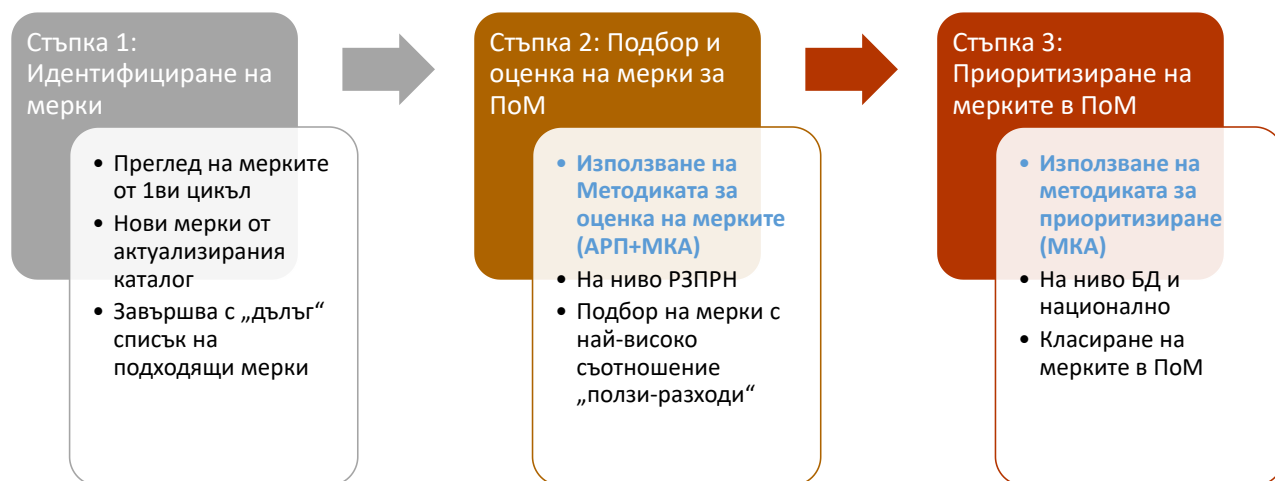 Стъпка 1:
Идентифициране на
мерки
• Преглед на мерките
от 1ви цикъл
• Нови мерки от
актуализирания
каталог
• Завършва с „дълъг“
списък на
подходящи мерки
Стъпка 2: Подбор и
оценка на мерки за
ПоМ
• Използване на
Методиката за
оценка на мерките
(АРП+МКА)
• На ниво РЗПРН
• Подбор на мерки с
най-високо
съотношение
„ползи-разходи“
Стъпка 3:
Приоритизиране на
мерките в ПоМ
• Използване на
методиката за
приоритизиране
(МКА)
• На ниво БД и
национално
• Класиране на
мерките в ПоМ